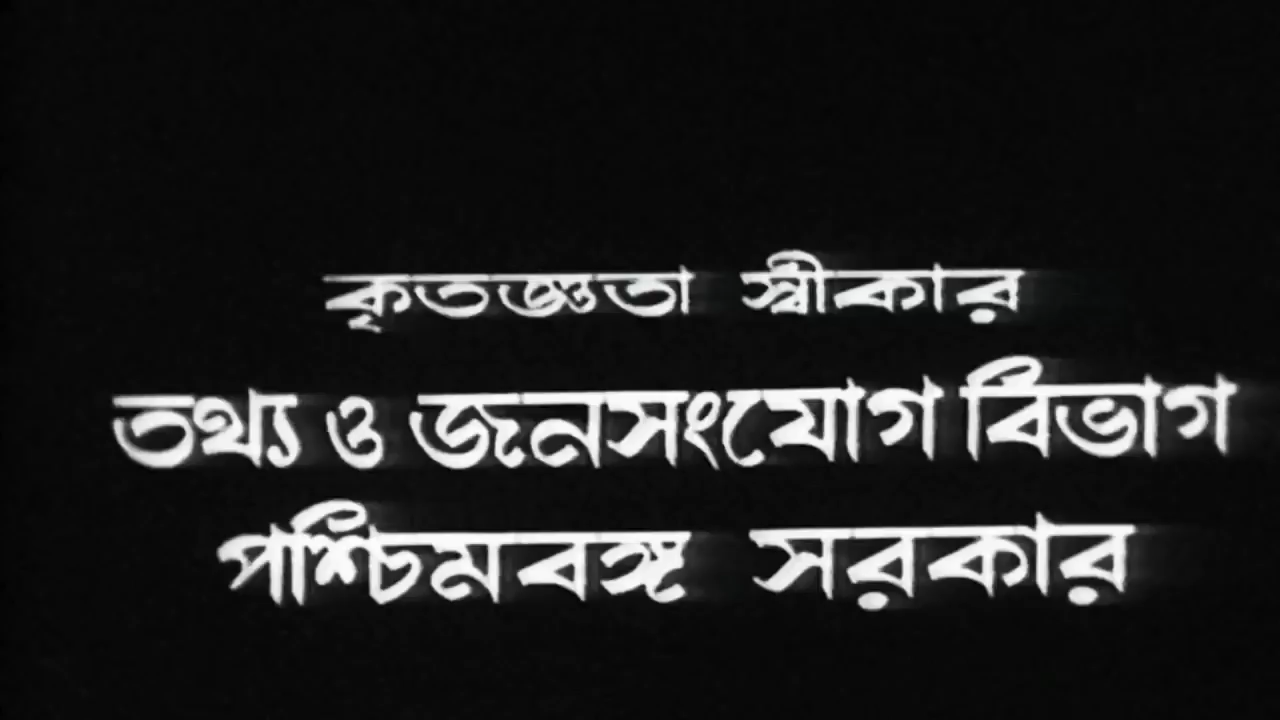 কৃতজ্ঞতা স্বীকার
তথ্য ও জনসংযোগ বিভাগ
পশ্চিমবঙ্গ সরকার